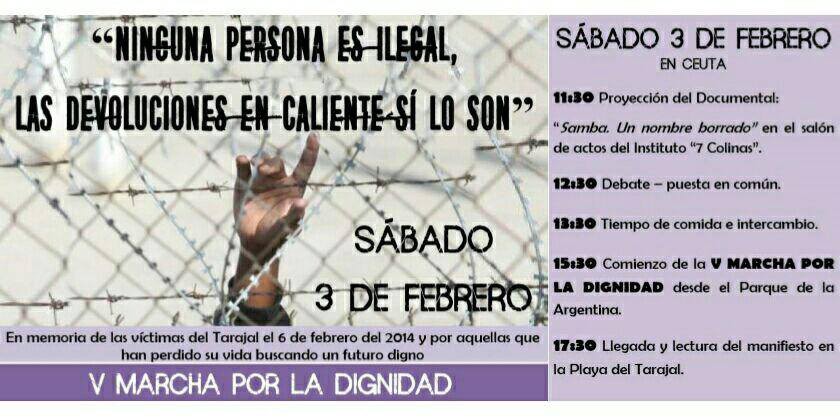 “NINGUNA PERSONA ES ILEGAL,
LAS DEVOLUCIONES EN CALIENTE SÍ LO SON”
SÁBADO
3 DE FEBRERO
En memoria de las víctimas del Tarajal el 6 de febrero del 2014 y por aquellas que
han perdido su vida buscando un futuro digno
V MARCHA POR LA DIGNIDAD
SÁBADO 3 DE FEBRERO
EN CEUTA
11:30 Proyección del Documental:
“Samba. Un nombre borrado” en el salón
de actos del Instituto “7 Colinas”.
12:30 Debate – puesta en común.
13:30 Tiempo de comida e intercambio.
15:30 Comienzo de la V MARCHA POR
LA DIGNIDAD desde el Parque de la
Argentina.
17:30 Llegada y lectura del manifiesto en
la Playa del Tarajal.